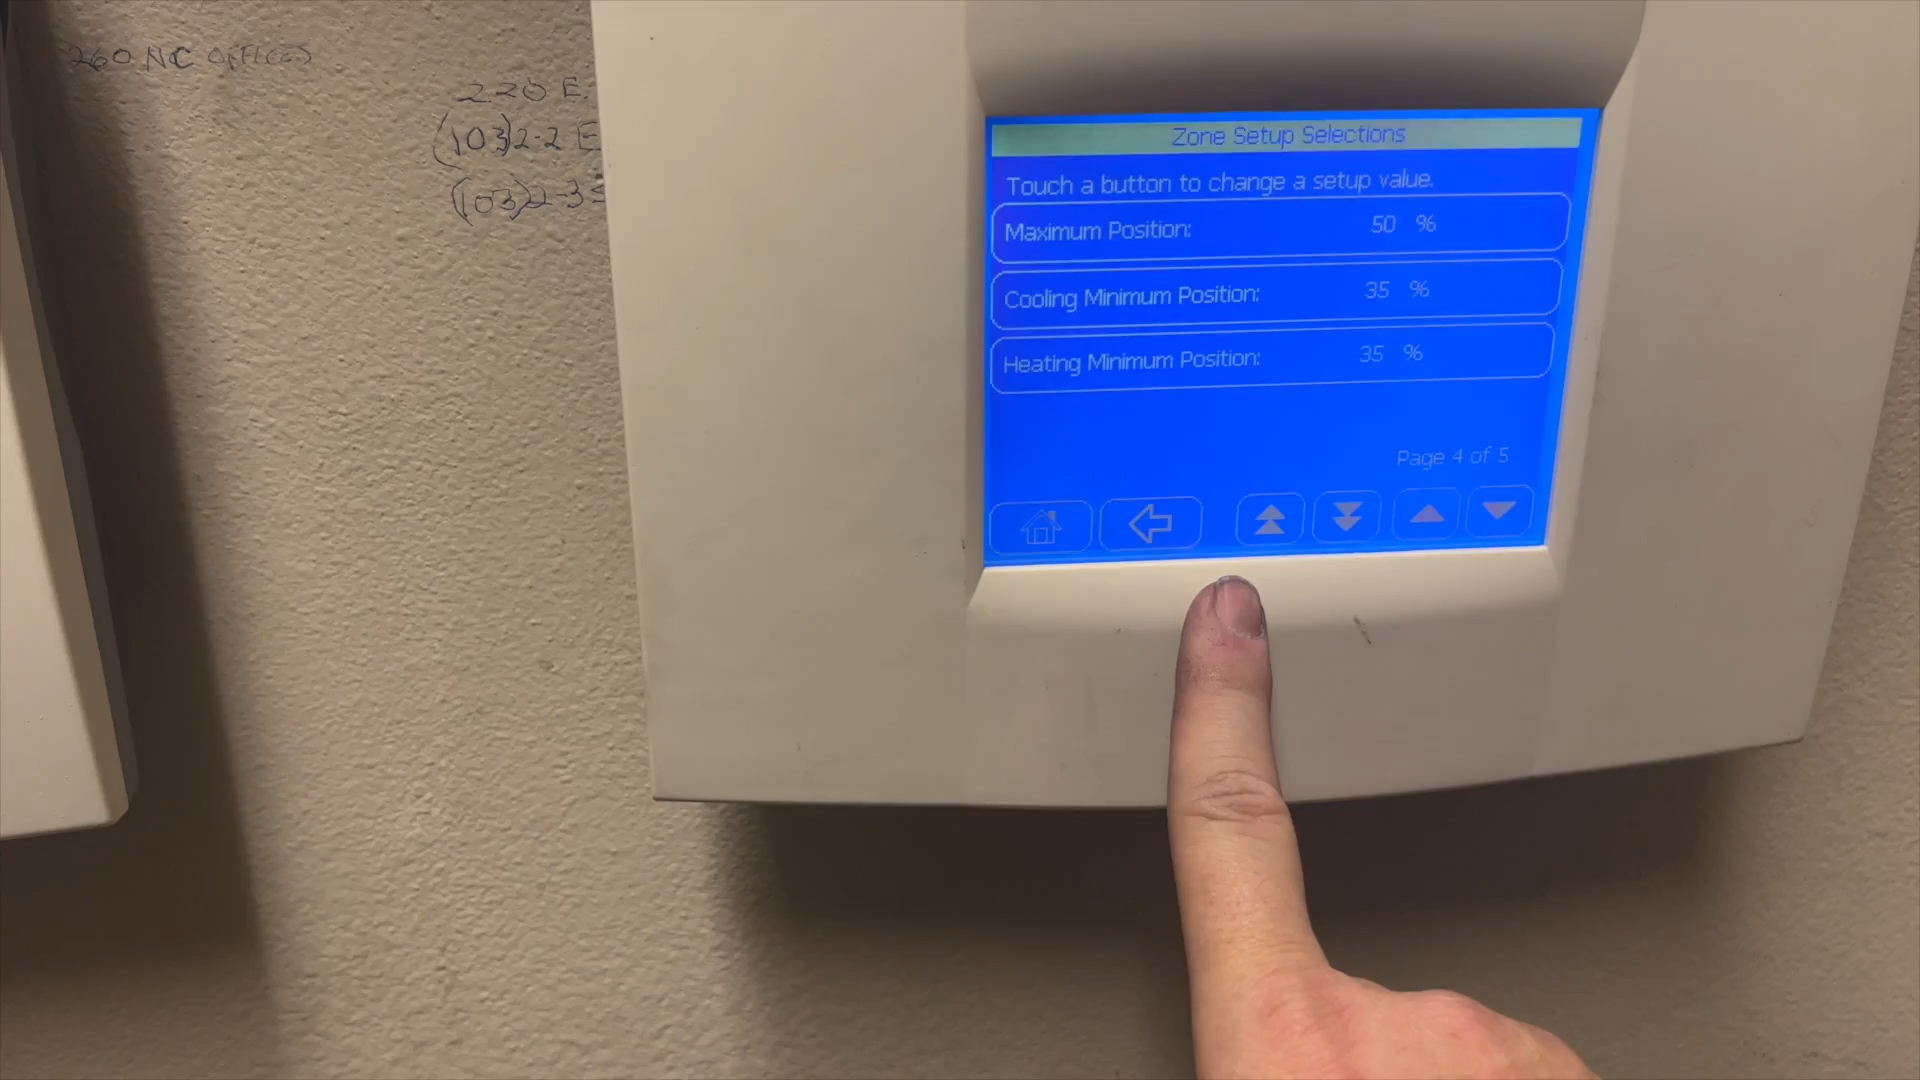 260 NC OFFICES
220 E.
(103)2-2 E
(103)2-3
Zone Setup Selections
Touch a button to change a setup value.
Maximum Position: 50 %
Cooling Minimum Position: 35 %
Heating Minimum Position: 35 %
Page 4 of 5